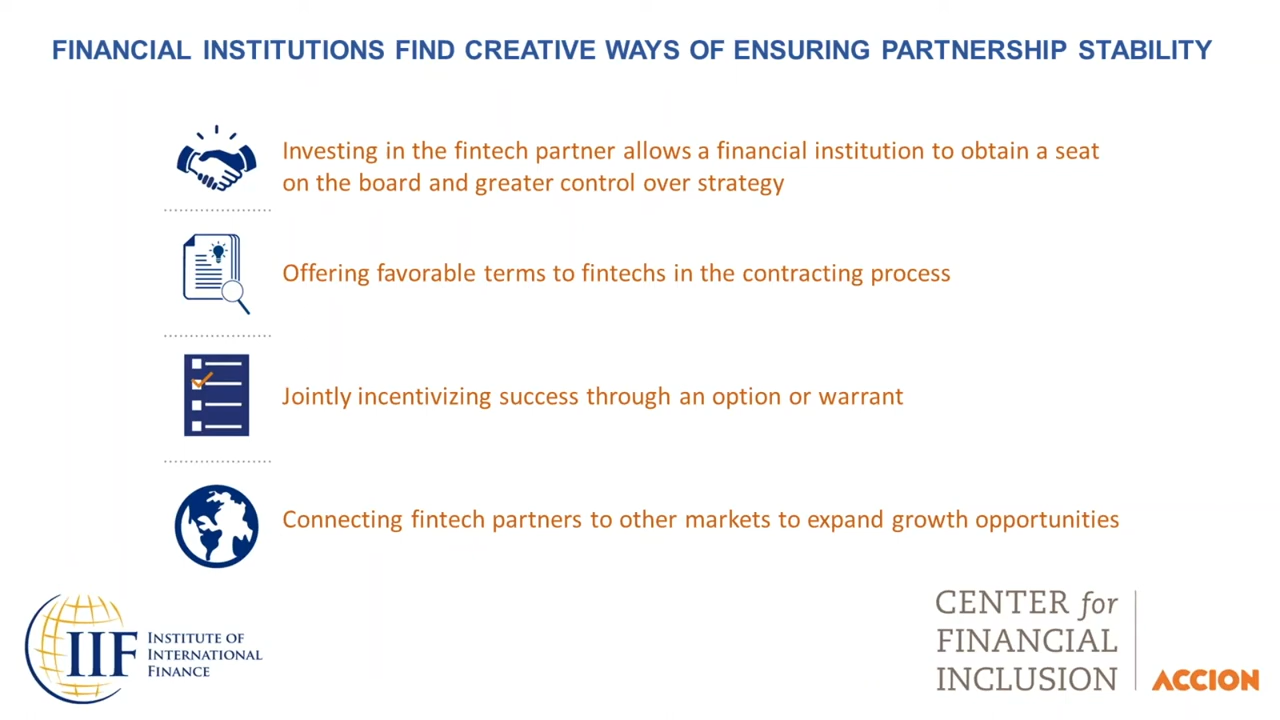 FINANCIAL INSTITUTIONS FIND CREATIVE WAYS OF ENSURING PARTNERSHIP STABILITY
Investing in the fintech partner allows a financial institution to obtain a seat
on the board and greater control over strategy
Offering favorable terms to fintechs in the contracting process
Jointly incentivizing success through an option or warrant
Connecting fintech partners to other markets to expand growth opportunities
IIF
INSTITUTE OF
INTERNATIONAL
FINANCE
CENTER for
FINANCIAL
INCLUSION
ACCION